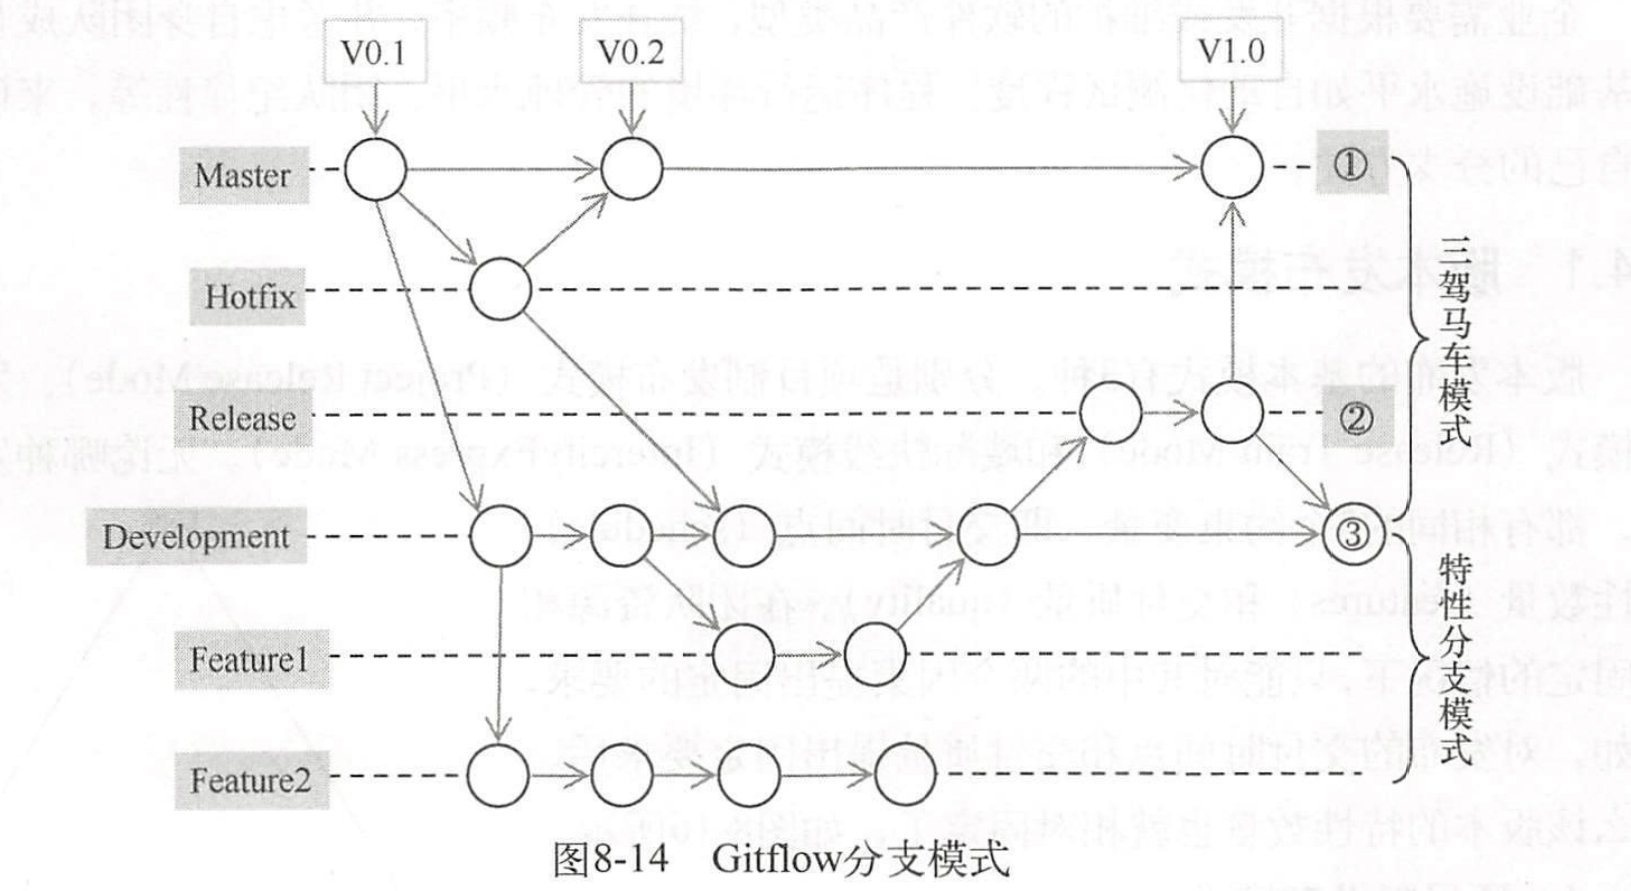 V0.1
V0.2
V1.0
Master
①
Hotfix
Release
②
三驾马车模式
Development
③
Feature1
特性分支模式
Feature2
图8-14 Gitflow分支模式